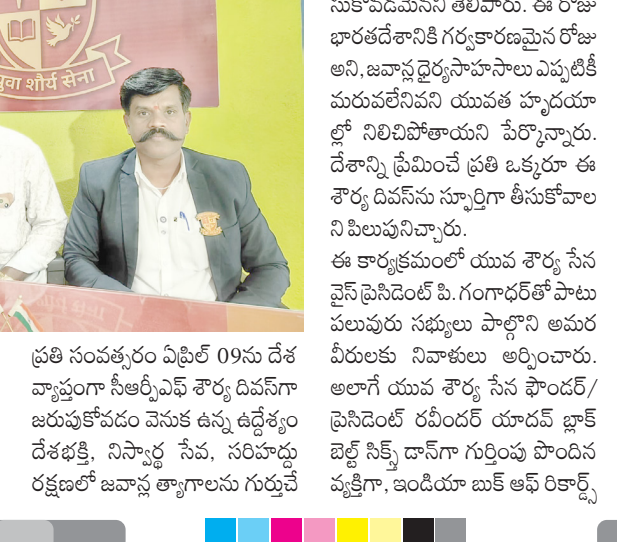 युवा शौर्य सेना
ప్రతి సంవత్సరం ఏప్రిల్ 09ను దేశ
వ్యాప్తంగా సీఆర్పీఎఫ్ శౌర్య దివస్‌గా
జరుపుకోవడం వెనుక ఉన్న ఉద్దేశ్యం
దేశభక్తి, నిస్వార్థ సేవ, సరిహద్దు
రక్షణలో జవాన్ల త్యాగాలను గుర్తుచే
సుకోవడమేనని తెలిపారు. ఈ రోజు
భారతదేశానికి గర్వకారణమైన రోజు
అని, జవాన్ల ధైర్యసాహసాలు ఎప్పటికీ
మరువలేనివని యువత హృదయా
ల్లో నిలిచిపోతాయని పేర్కొన్నారు.
దేశాన్ని ప్రేమించే ప్రతి ఒక్కరూ ఈ
శౌర్య దివస్‌ను స్ఫూర్తిగా తీసుకోవాల
ని పిలుపునిచ్చారు.
ఈ కార్యక్రమంలో యువ శౌర్య సేన
వైస్‌ప్రెసిడెంట్ పి. గంగాధర్‌తో పాటు
పలువురు సభ్యులు పాల్గొని అమర
వీరులకు నివాళులు అర్పించారు.
అలాగే యువ శౌర్య సేన ఫౌండర్/
ప్రెసిడెంట్ రవీందర్ యాదవ్ బ్లాక్
బెల్ట్ సిక్స్త్ డాన్‌గా గుర్తింపు పొందిన
వ్యక్తిగా, ఇండియా బుక్ ఆఫ్ రికార్డ్స్